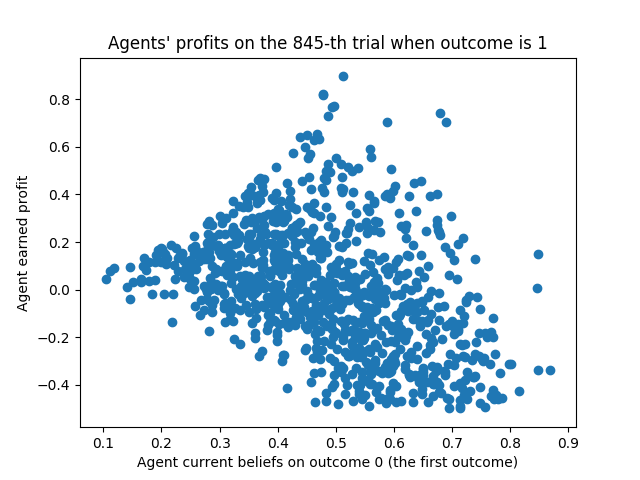 Agents' profits on the 845-th trial when outcome is 1
0.8
0.6
0.4
0.2
0.0
−0.2
−0.4
Agent earned profit
0.1 0.2 0.3 0.4 0.5 0.6 0.7 0.8 0.9
Agent current beliefs on outcome 0 (the first outcome)